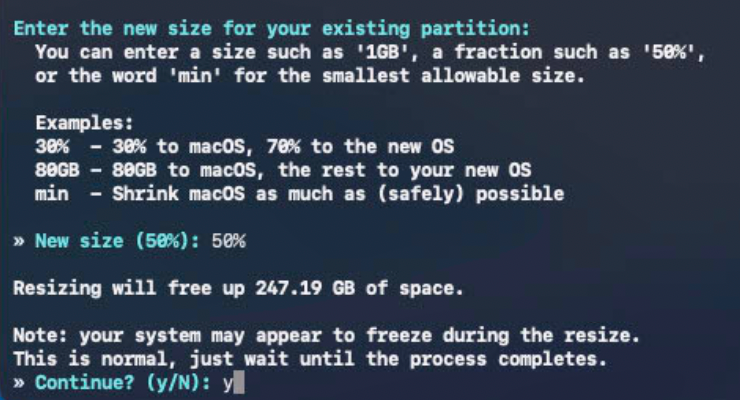 Enter the new size for your existing partition:
You can enter a size such as '1GB', a fraction such as '50%',
or the word 'min' for the smallest allowable size.
Examples:
30% – 30% to macOS, 70% to the new OS
80GB – 80GB to macOS, the rest to your new OS
min – Shrink macOS as much as (safely) possible
» New size (50%): 50%
Resizing will free up 247.19 GB of space.
Note: your system may appear to freeze during the resize.
This is normal, just wait until the process completes.
» Continue? (y/N): y